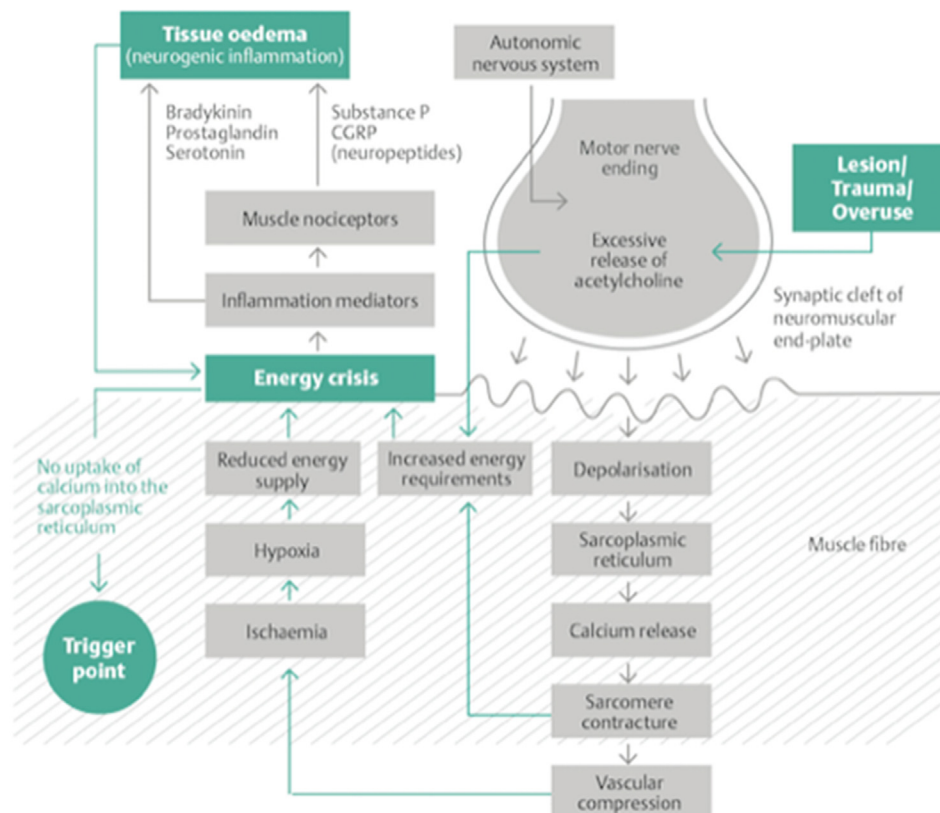 Tissue oedema
(neurogenic inflammation)
Autonomic
nervous system
Bradykinin
Prostaglandin
Serotonin
Substance P
CGRP
(neuropeptides)
Motor nerve
ending
Lesion/
Trauma/
Overuse
Muscle nociceptors
Excessive
release of
acetylcholine
Inflammation mediators
Synaptic cleft of
neuromuscular
end-plate
Energy crisis
No uptake of
calcium into the
sarcoplasmic
reticulum
Reduced energy
supply
Increased energy
requirements
Depolarisation
Hypoxia
Sarcoplasmic
reticulum
Muscle fibre
Ischaemia
Calcium release
Trigger
point
Sarcomere
contracture
Vascular
compression